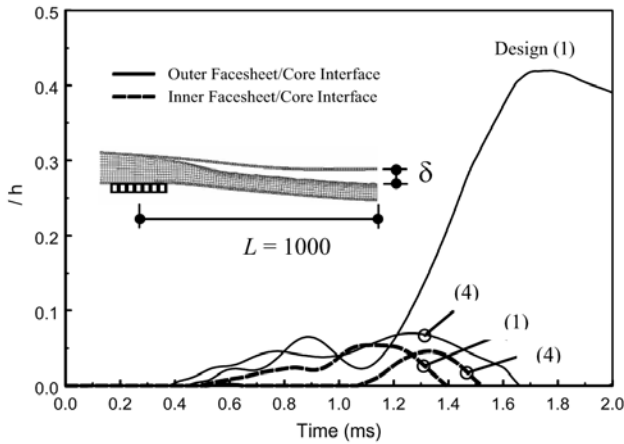 Design (1)
Outer Facesheet/Core Interface
Inner Facesheet/Core Interface
δ
L = 1000
(4)
(1)
(4)
/ h
0.5
0.4
0.3
0.2
0.1
0.0
0.0 0.2 0.4 0.6 0.8 1.0 1.2 1.4 1.6 1.8 2.0
Time (ms)